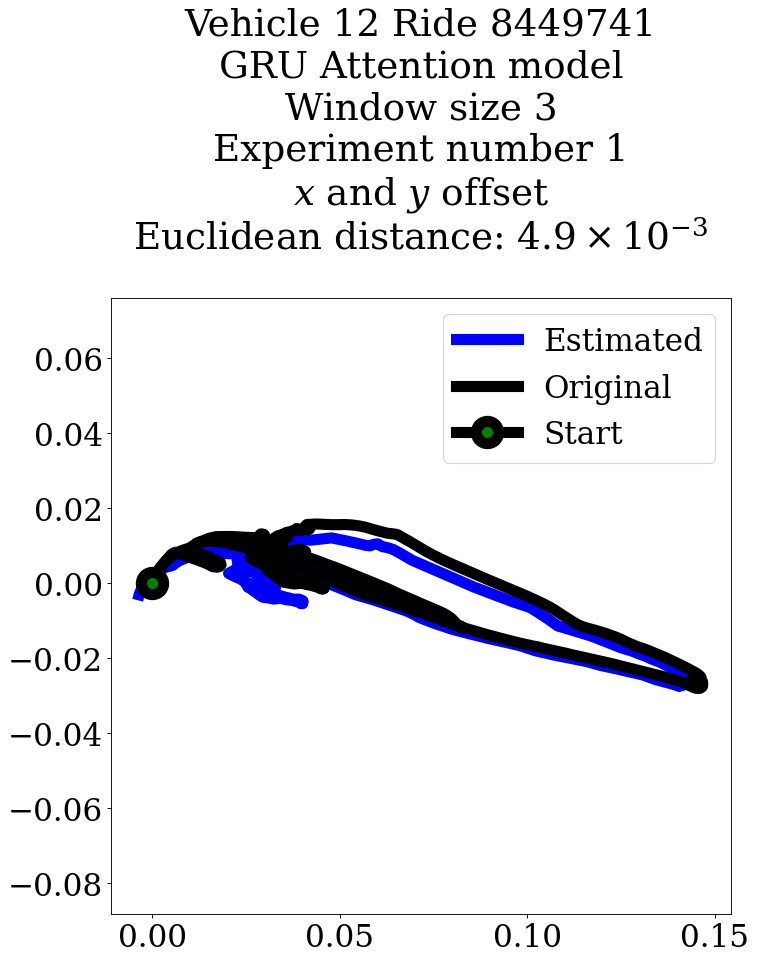 Vehicle 12 Ride 8449741
GRU Attention model
Window size 3
Experiment number 1
x and y offset
Euclidean distance: 4.9 × 10⁻³
Estimated
Original
Start
0.06
0.04
0.02
0.00
−0.02
−0.04
−0.06
−0.08
0.00 0.05 0.10 0.15